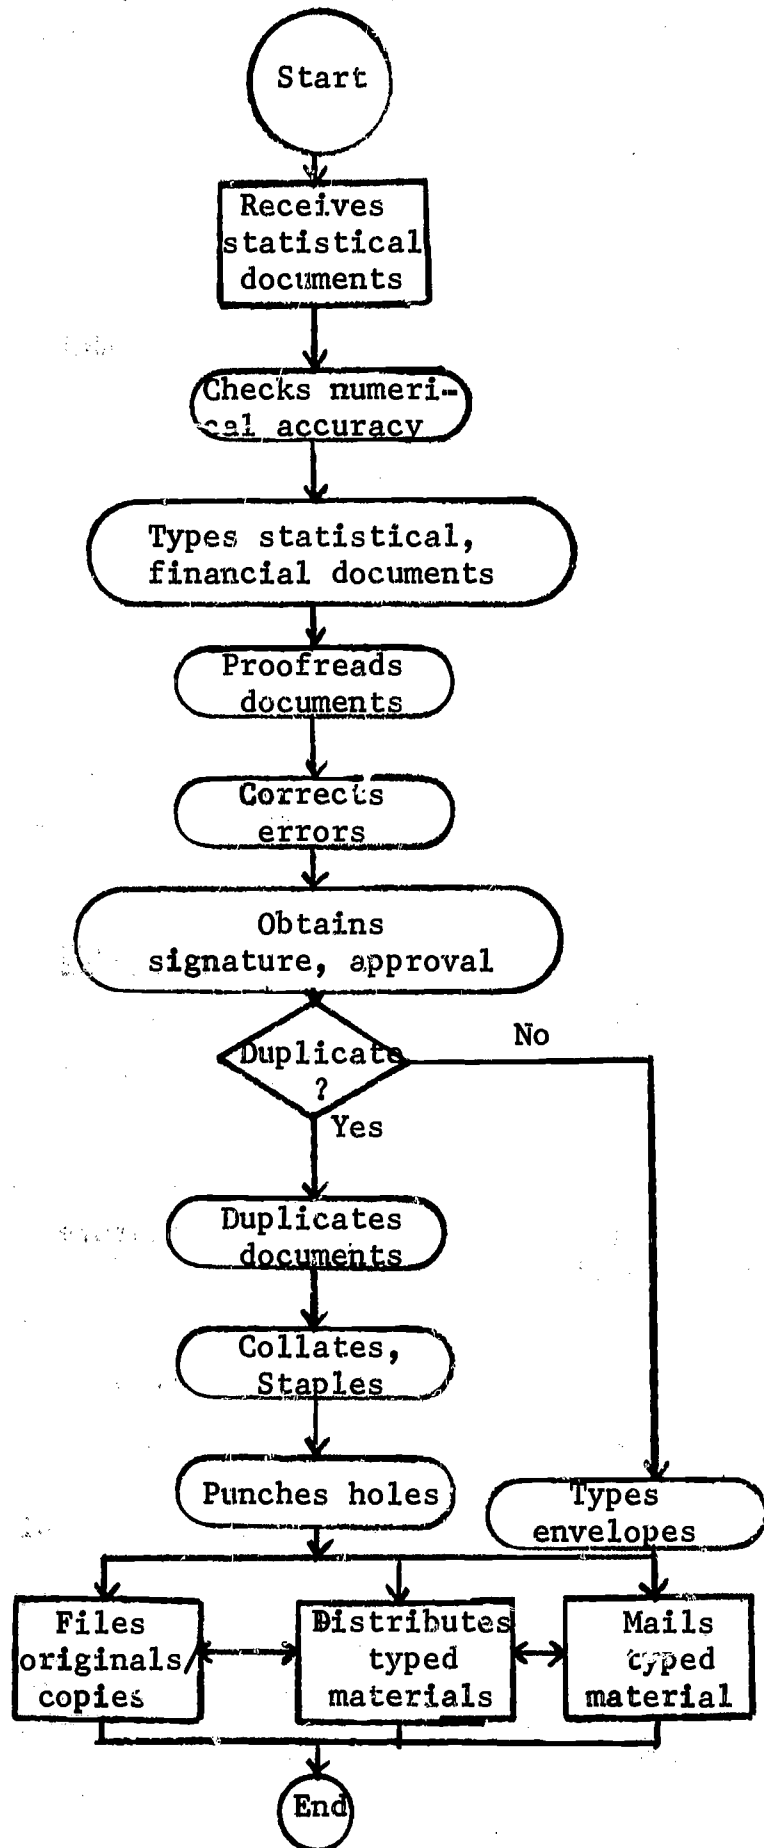 Start
Receives
statistical
documents
Checks numeri-
cal accuracy
Types statistical,
financial documents
Proofreads
documents
Corrects
errors
Obtains
signature, approval
No
Duplicate
?
Yes
Duplicates
documents
Collates,
Staples
Punches holes
Types
envelopes
Files
originals/
copies
Distributes
typed
materials
Mails
typed
material
End